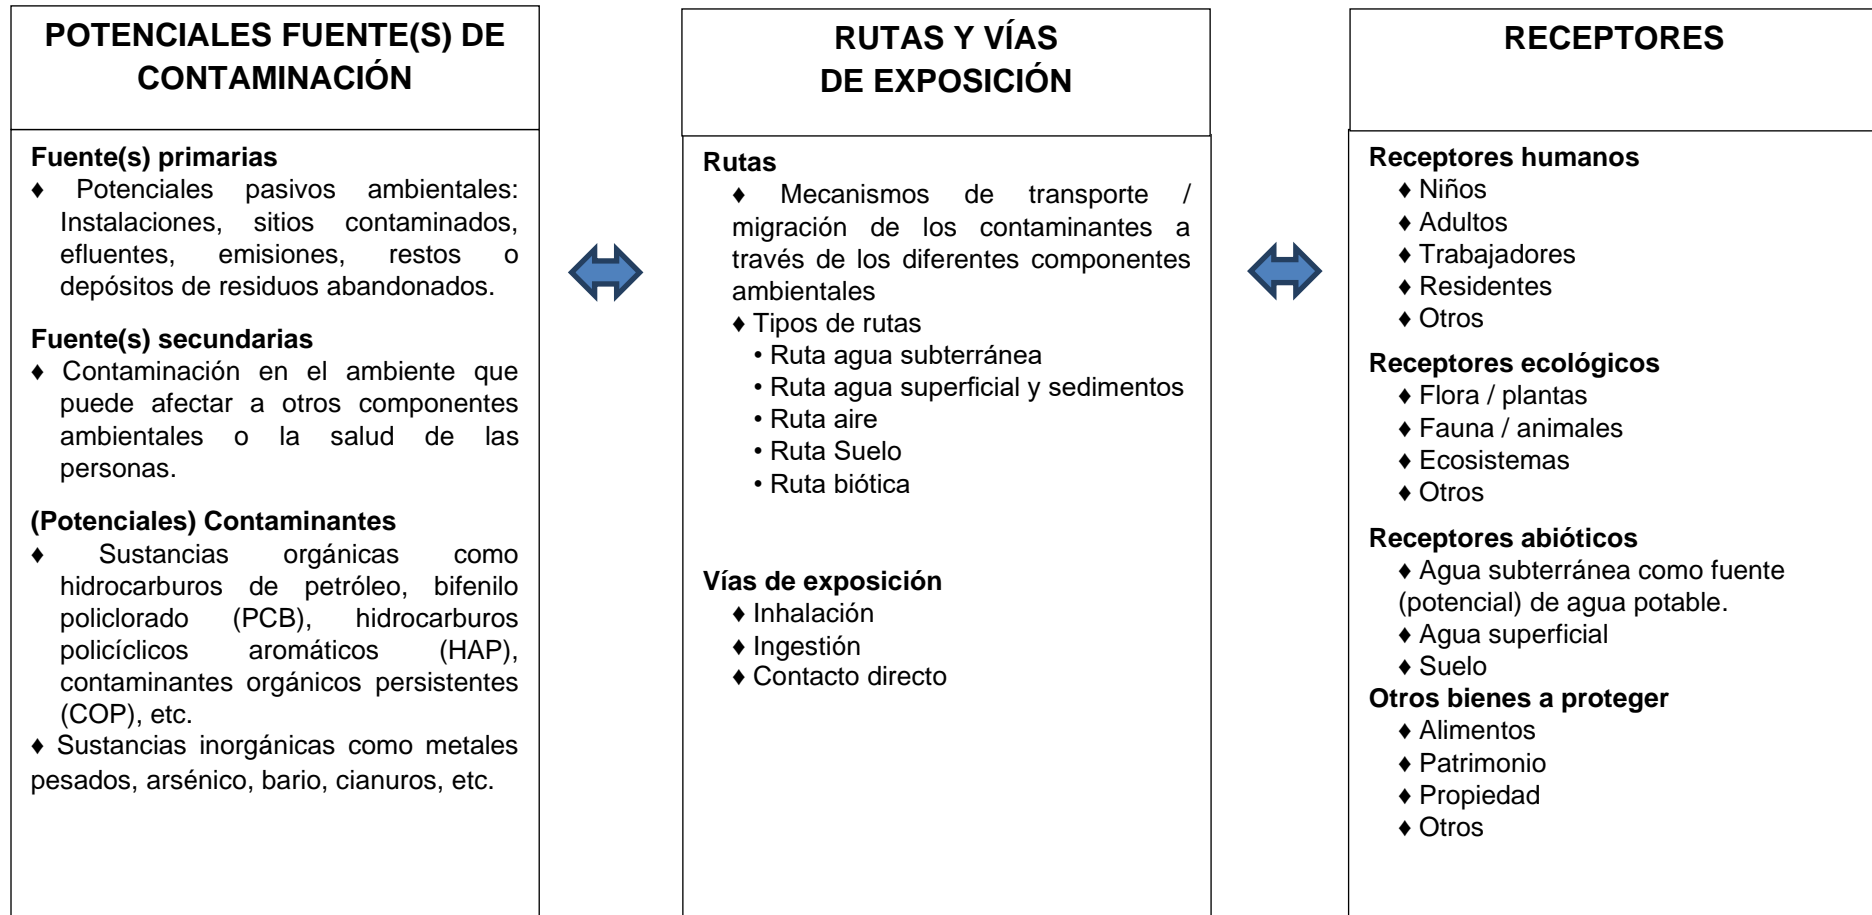 POTENCIALES FUENTE(S) DE
CONTAMINACIÓN
Fuente(s) primarias
♦ Potenciales pasivos ambientales:
Instalaciones, sitios contaminados,
efluentes, emisiones, restos o
depósitos de residuos abandonados.
Fuente(s) secundarias
♦ Contaminación en el ambiente que
puede afectar a otros componentes
ambientales o la salud de las
personas.
(Potenciales) Contaminantes
♦ Sustancias orgánicas como
hidrocarburos de petróleo, bifenilo
policlorado (PCB), hidrocarburos
policíclicos aromáticos (HAP),
contaminantes orgánicos persistentes
(COP), etc.
♦ Sustancias inorgánicas como metales
pesados, arsénico, bario, cianuros, etc.
RUTAS Y VÍAS
DE EXPOSICIÓN
Rutas
♦ Mecanismos de transporte /
migración de los contaminantes a
través de los diferentes componentes
ambientales
♦ Tipos de rutas
• Ruta agua subterránea
• Ruta agua superficial y sedimentos
• Ruta aire
• Ruta Suelo
• Ruta biótica
Vías de exposición
♦ Inhalación
♦ Ingestión
♦ Contacto directo
RECEPTORES
Receptores humanos
♦ Niños
♦ Adultos
♦ Trabajadores
♦ Residentes
♦ Otros
Receptores ecológicos
♦ Flora / plantas
♦ Fauna / animales
♦ Ecosistemas
♦ Otros
Receptores abióticos
♦ Agua subterránea como fuente
(potencial) de agua potable.
♦ Agua superficial
♦ Suelo
Otros bienes a proteger
♦ Alimentos
♦ Patrimonio
♦ Propiedad
♦ Otros